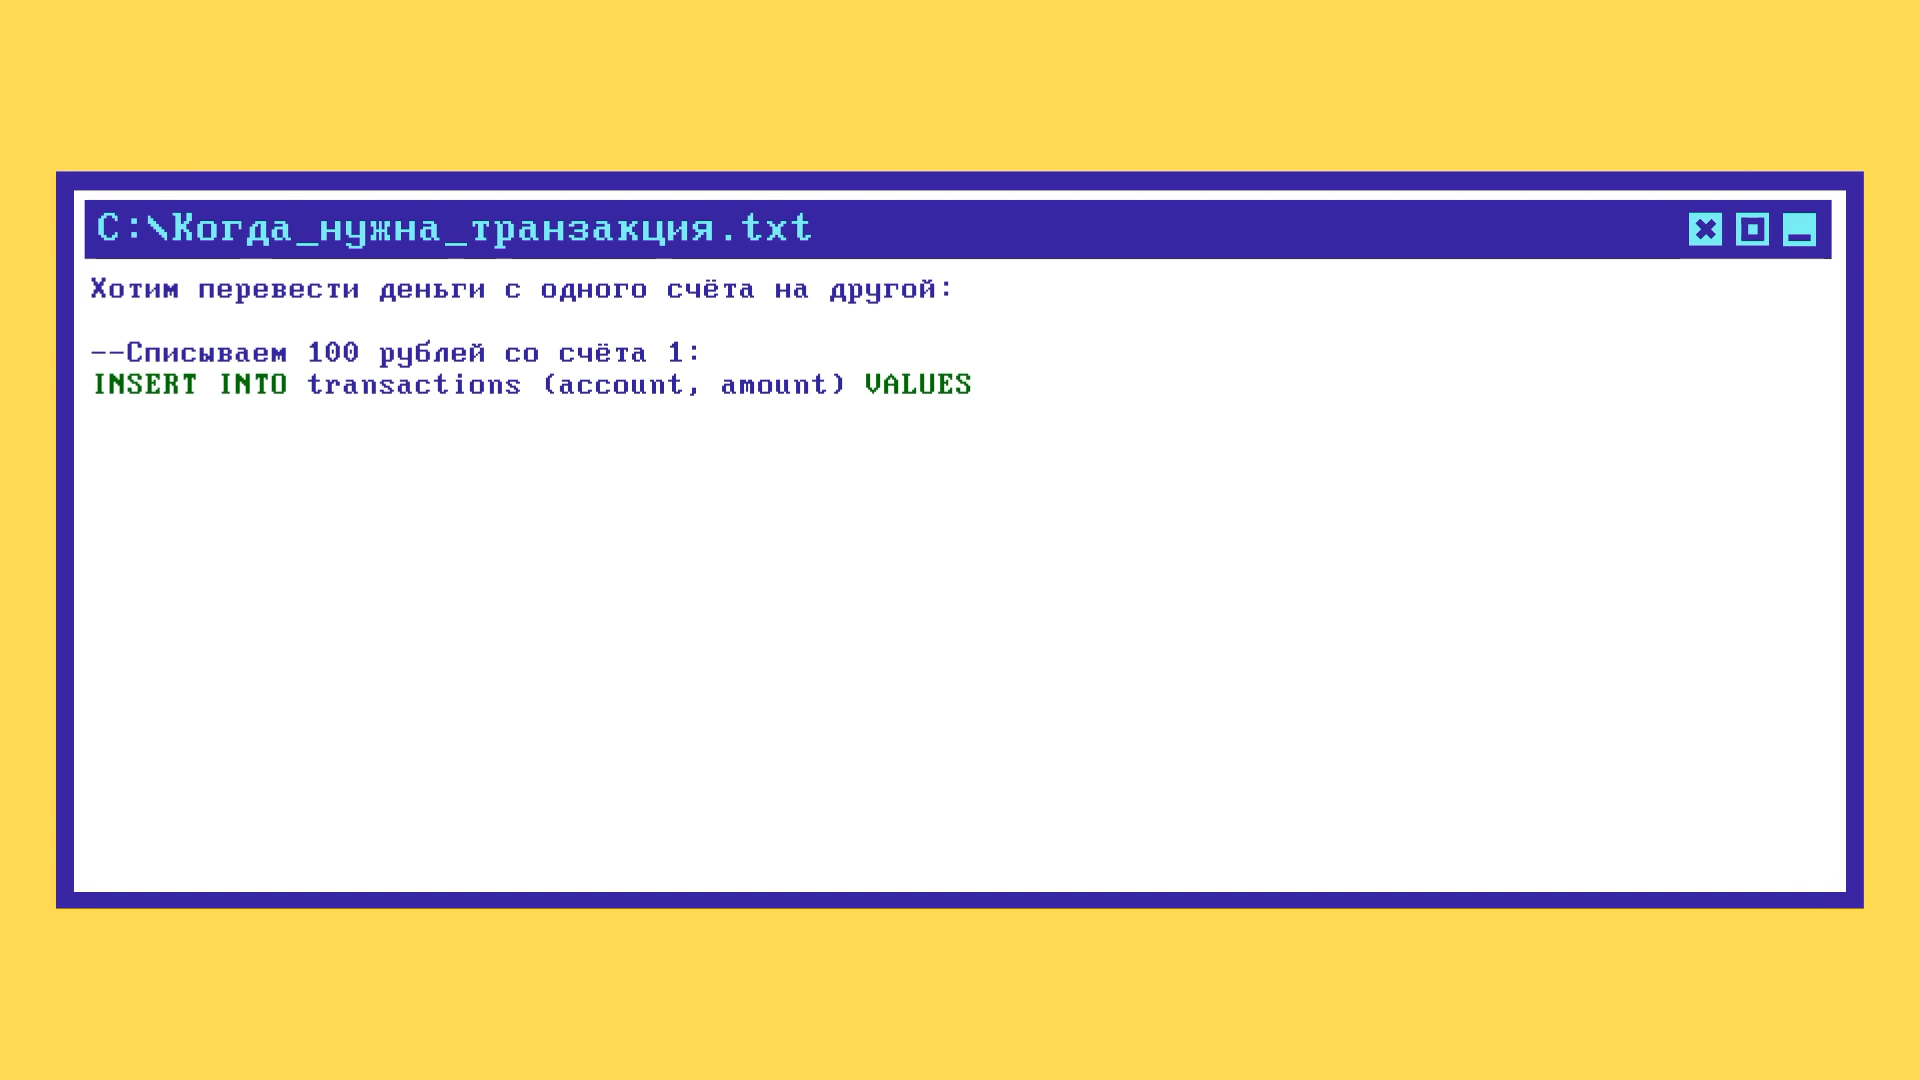 C:\Когда_нужна_транзакция.txt
Хотим перевести деньги с одного счёта на другой:
--Списываем 100 рублей со счёта 1:
INSERT INTO transactions (account, amount) VALUES